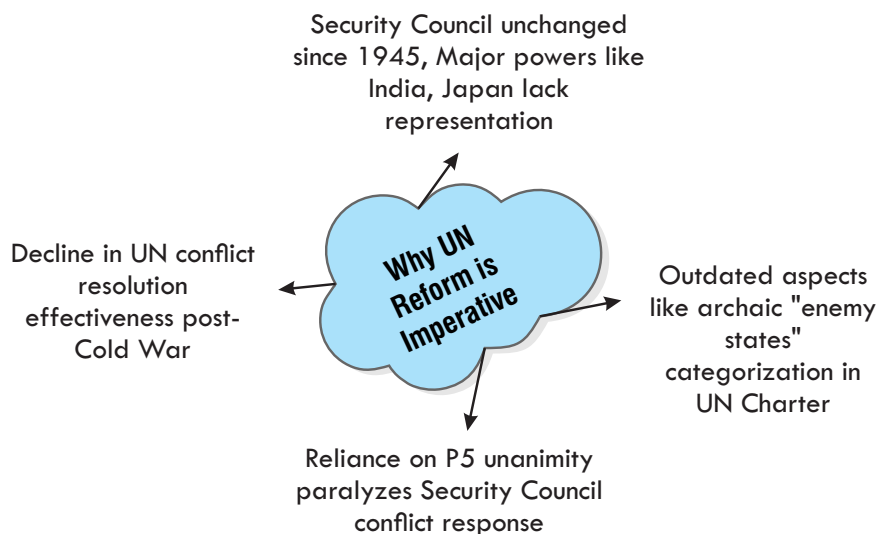 Security Council unchanged
since 1945, Major powers like
India, Japan lack
representation
Why UN
Reform is
Imperative
Decline in UN conflict
resolution
effectiveness post-
Cold War
Outdated aspects
like archaic "enemy
states"
categorization in
UN Charter
Reliance on P5 unanimity
paralyzes Security Council
conflict response